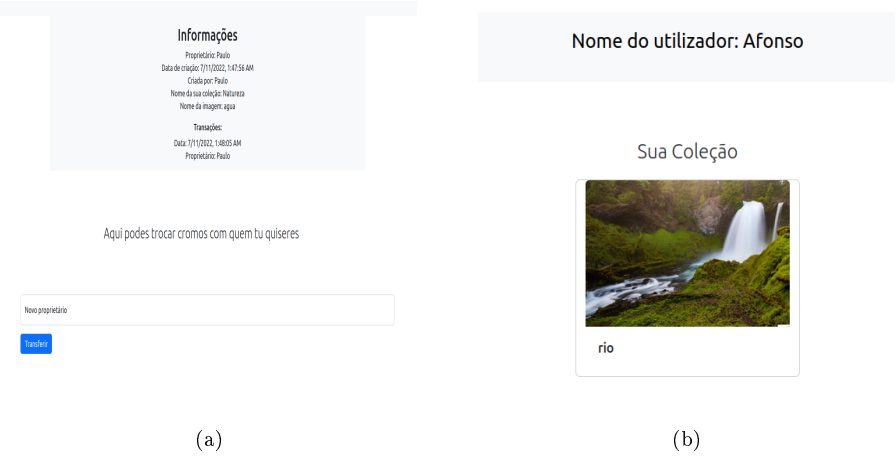 Informações
Proprietário: Paulo
Data de criação: 7/11/2022, 1:47:56 AM
Criada por: Paulo
Nome da sua coleção: Natureza
Nome da imagem: agua
Transações:
Data: 7/11/2022, 1:48:05 AM
Proprietário: Paulo
Aqui podes trocar cromos com quem tu quiseres
Novo proprietário
Transferir
(a)
Nome do utilizador: Afonso
Sua Coleção
rio
(b)